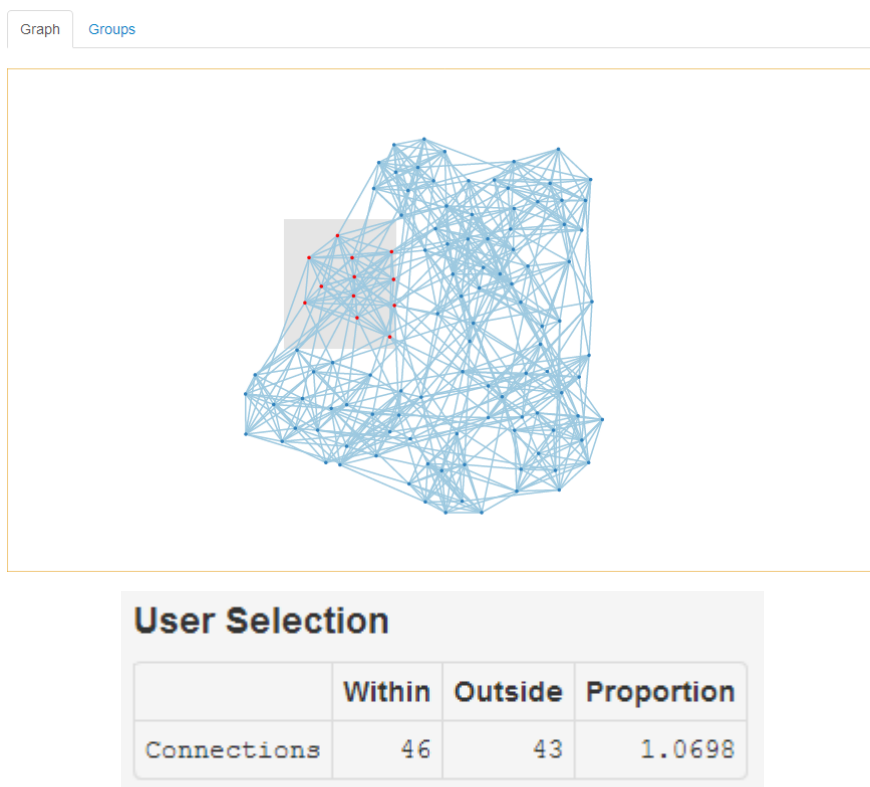 Graph Groups
User Selection
Within Outside Proportion
Connections 46 43 1.0698